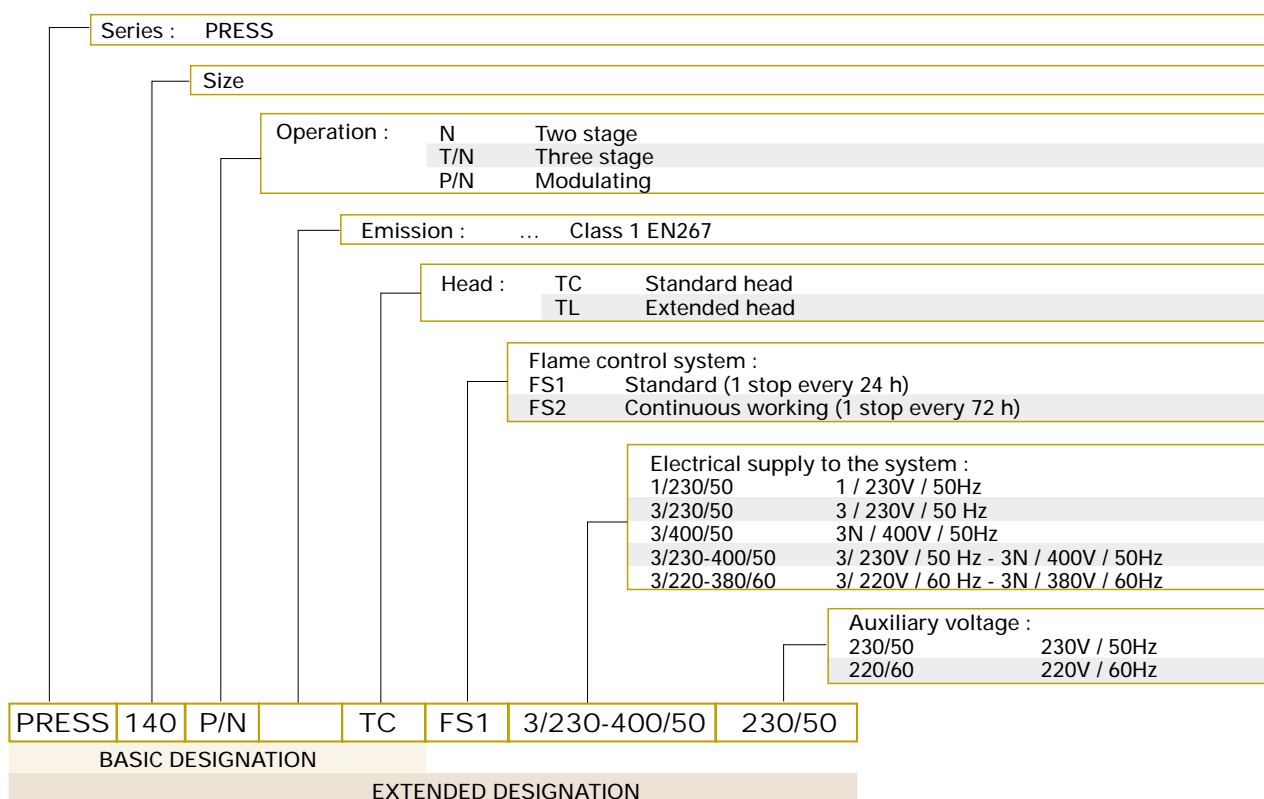 Series : PRESS
Size
Operation : N Two stage
T/N Three stage
P/N Modulating
Emission : ... Class 1 EN267
Head : TC Standard head
TL Extended head
Flame control system :
FS1 Standard (1 stop every 24 h)
FS2 Continuous working (1 stop every 72 h)
Electrical supply to the system :
1/230/50 1 / 230V / 50Hz
3/230/50 3 / 230V / 50 Hz
3/400/50 3N / 400V / 50Hz
3/230-400/50 3/ 230V / 50 Hz - 3N / 400V / 50Hz
3/220-380/60 3/ 220V / 60 Hz - 3N / 380V / 60Hz
Auxiliary voltage :
230/50 230V / 50Hz
220/60 220V / 60Hz
PRESS 140 P/N TC FS1 3/230-400/50 230/50
BASIC DESIGNATION
EXTENDED DESIGNATION